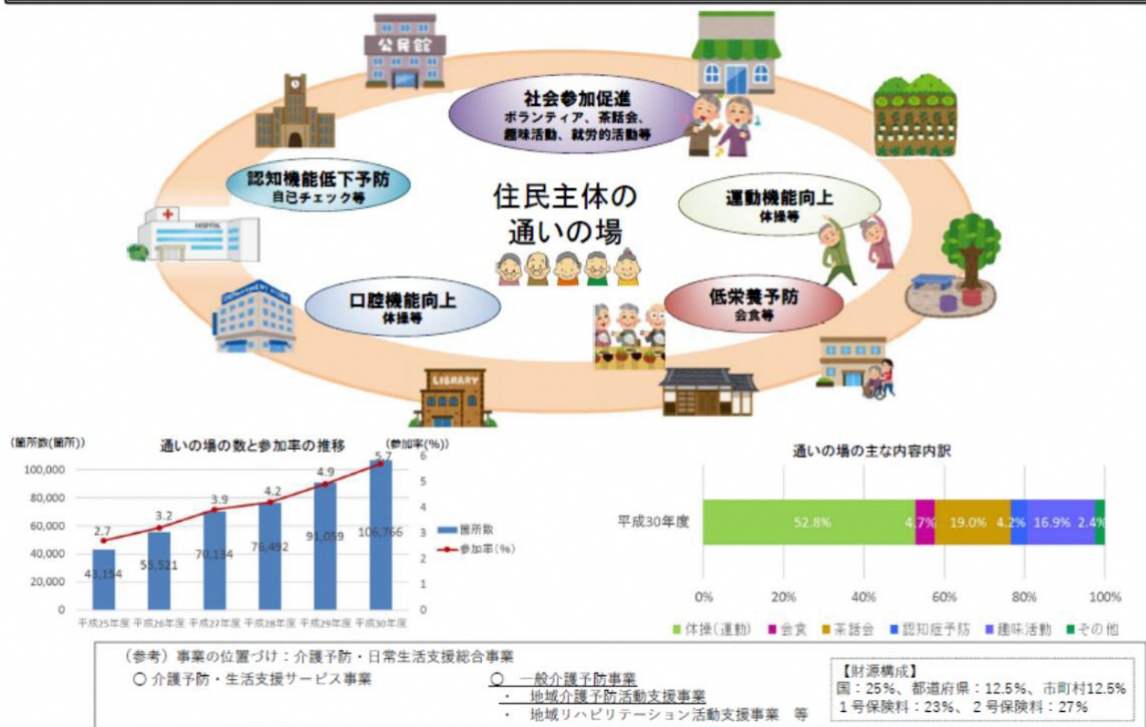 公民館
社会参加促進
ボランティア、茶話会、
趣味活動、就労的活動等
認知機能低下予防
自己チェック等
住民主体の
通いの場
運動機能向上
体操等
HOSPITAL
口腔機能向上
体操等
低栄養予防
会食等
LIBRARY
(箇所数(箇所))
通いの場の数と参加率の推移
(参加率(%))
100,000
80,000
60,000
40,000
20,000
0
6
5
4
3
2
1
0
2.7
3.2
3.9
4.2
4.9
5.7
43,154
55,521
70,134
76,492
91,059
106,766
平成25年度
平成26年度
平成27年度
平成28年度
平成29年度
平成30年度
箇所数
参加率(%)
通いの場の主な内容内訳
平成30年度
52.8%
4.7%
19.0%
4.2%
16.9%
2.4%
0%
20%
40%
60%
80%
100%
体操(運動)
会食
茶話会
認知症予防
趣味活動
その他
(参考)事業の位置づけ:介護予防・日常生活支援総合事業
○ 介護予防・生活支援サービス事業
○ 一般介護予防事業
・ 地域介護予防活動支援事業
・ 地域リハビリテーション活動支援事業 等
【財源構成】
国:25%、都道府県:12.5%、市町村12.5%
1号保険料:23%、2号保険料:27%